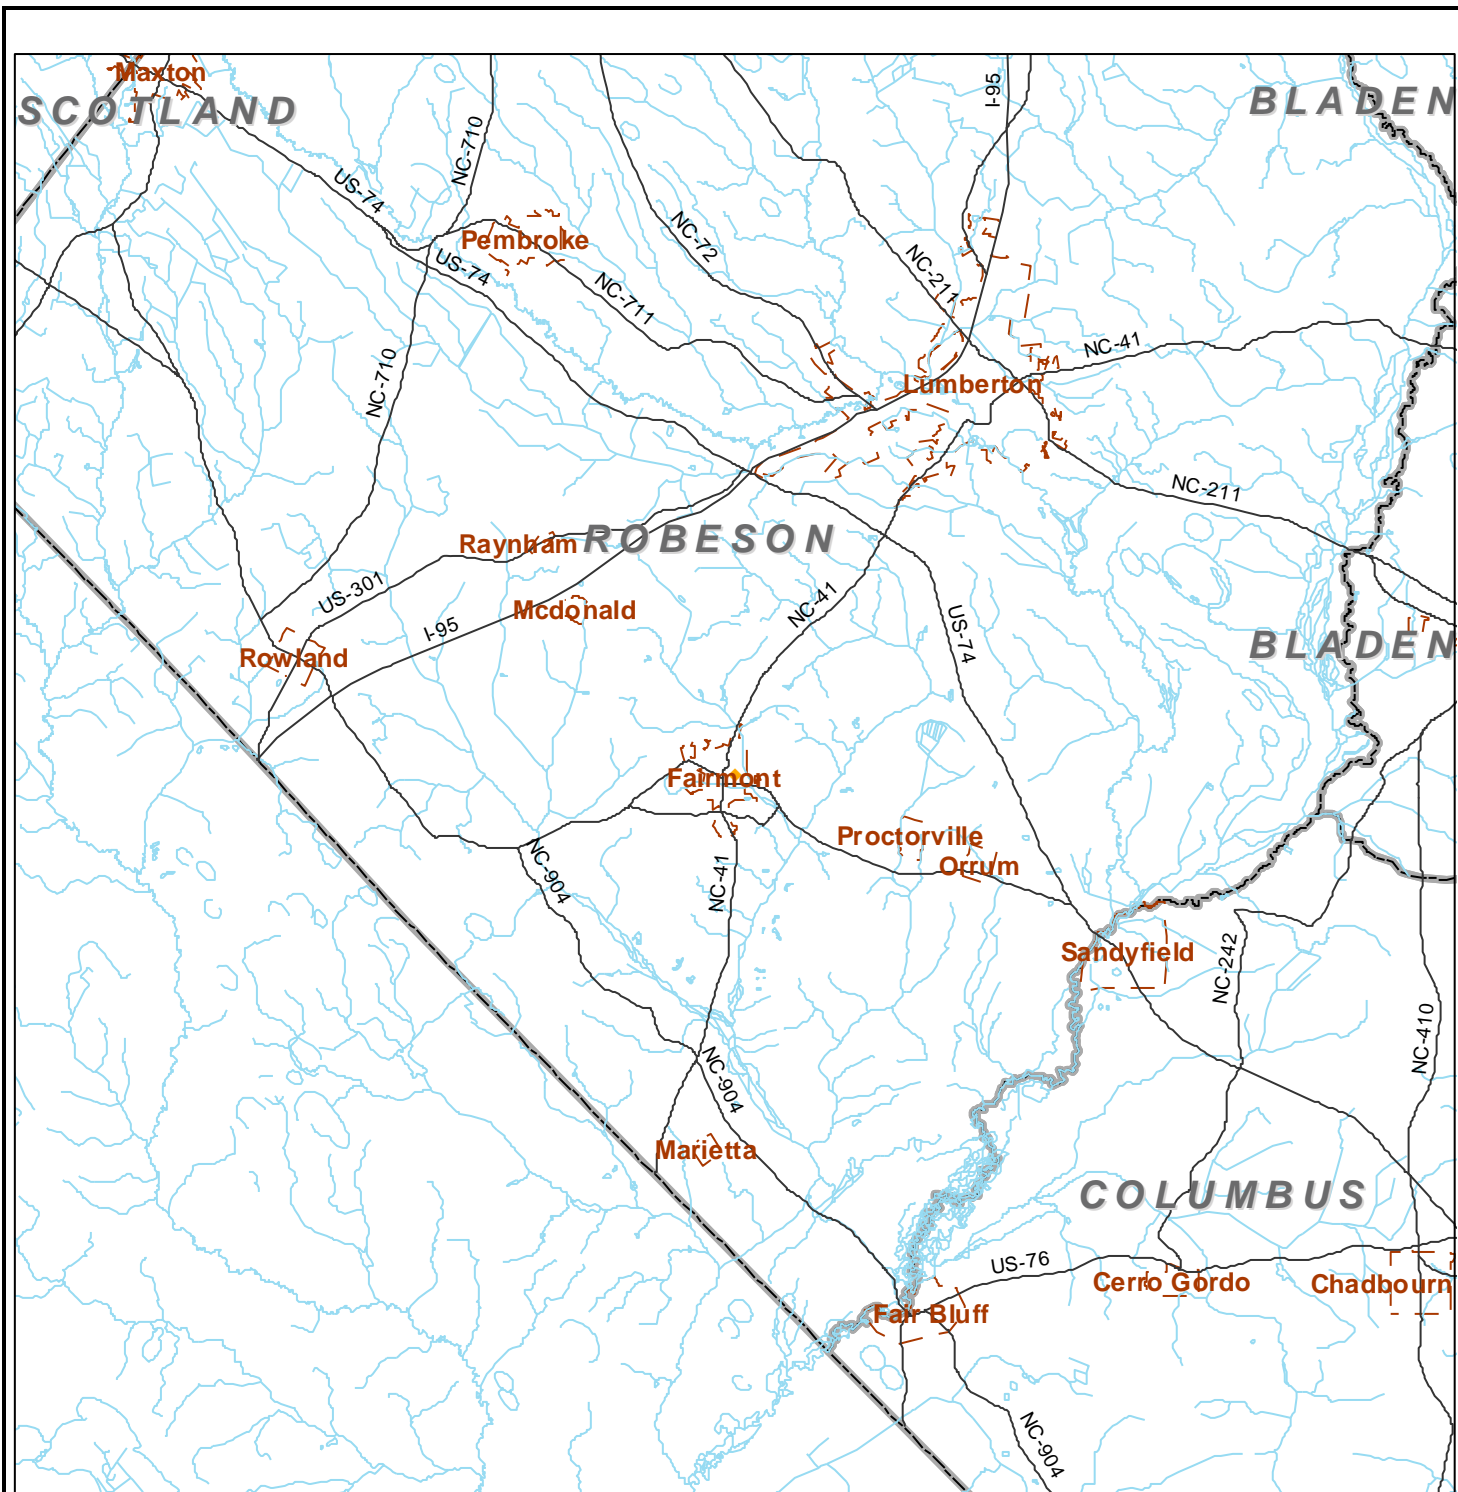 Maxton
SCOTLAND
BLADEN
I-95
NC-710
US-74
NC-72
Pembroke
US-74
NC-211
NC-711
NC-41
NC-710
Lumberton
NC-211
Raynham
ROBESON
US-301
Mcdonald
NC-41
I-95
US-74
BLADEN
Rowland
Fairmont
Proctorville
Orrum
NC-904
NC-41
Sandyfield
NC-242
NC-410
NC-904
Marietta
COLUMBUS
US-76
Cerro Gordo
Chadbourn
Fair Bluff
NC-904